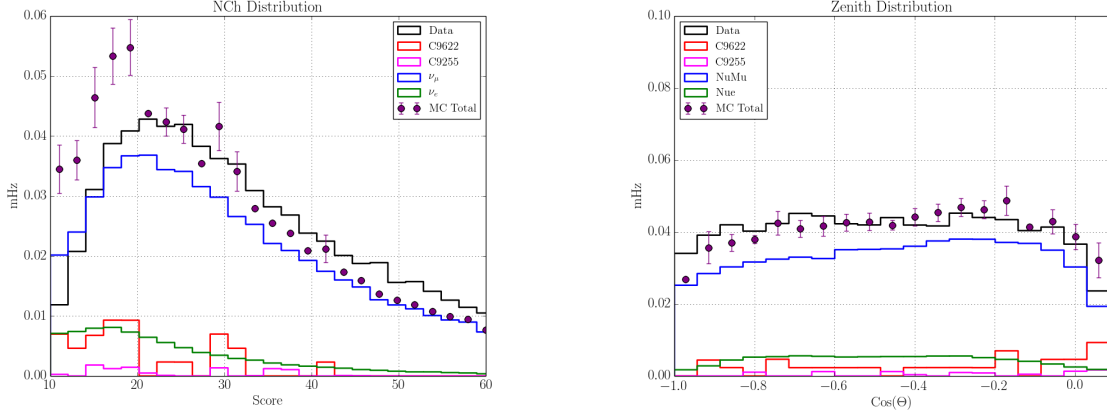 NCh Distribution
0.06
0.05
0.04
0.03
0.02
0.01
0.00
mHz
10
20
30
40
50
60
Score
Data
C9622
C9255
ν_μ
ν_e
MC Total
Zenith Distribution
0.10
0.08
0.06
0.04
0.02
0.00
mHz
−1.0
−0.8
−0.6
−0.4
−0.2
0.0
Cos(Θ)
Data
C9622
C9255
NuMu
Nue
MC Total